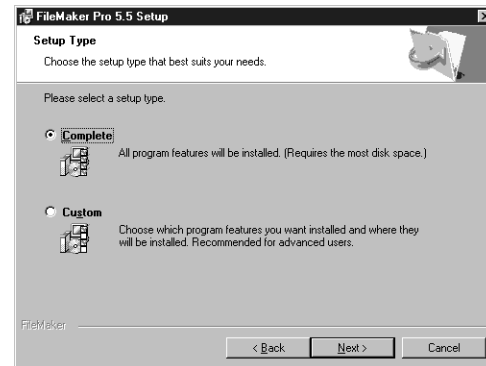 FileMaker Pro 5.5 Setup
Setup Type
Choose the setup type that best suits your needs.
Please select a setup type.
Complete
All program features will be installed. (Requires the most disk space.)
Custom
Choose which program features you want installed and where they
will be installed. Recommended for advanced users.
FileMaker
< Back Next > Cancel